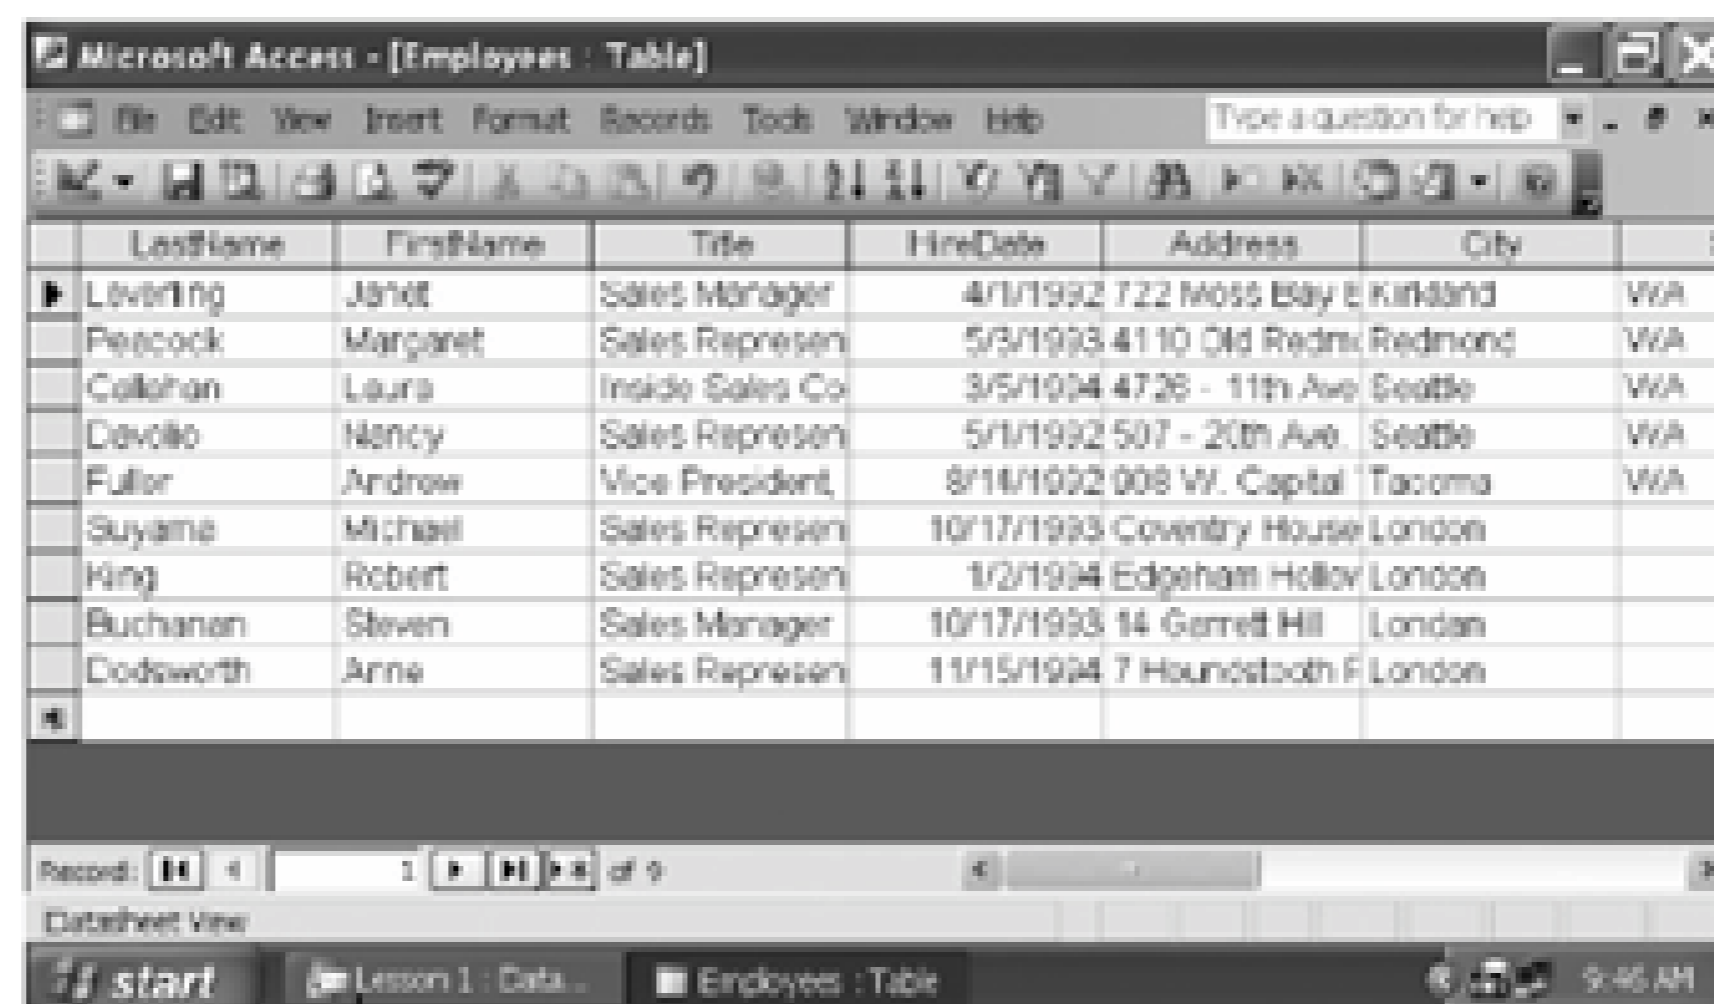 Microsoft Access - [Employees : Table]
File Edit View Insert Format Records Tools Window Help Type a question for help
LastName FirstName Title HireDate Address City
Leverling Janet Sales Manager 4/1/1992 722 Moss Bay B Kirkland WA
Peacock Margaret Sales Represen 5/3/1993 4110 Old Redm Redmond WA
Callahan Laura Inside Sales Co 3/5/1994 4726 - 11th Ave Seattle WA
Davolio Nancy Sales Represen 5/1/1992 507 - 20th Ave. Seattle WA
Fuller Andrew Vice President, 8/14/1992 908 W. Capital Tacoma WA
Suyama Michael Sales Represen 10/17/1993 Coventry House London
King Robert Sales Represen 1/2/1994 Edgeham Hollow London
Buchanan Steven Sales Manager 10/17/1993 14 Garrett Hill London
Dodsworth Anne Sales Represen 11/15/1994 7 Houndstooth R London
Record: 1 of 9
Datasheet View
start Lesson 1 : Data... Employees : Table 9:46 AM